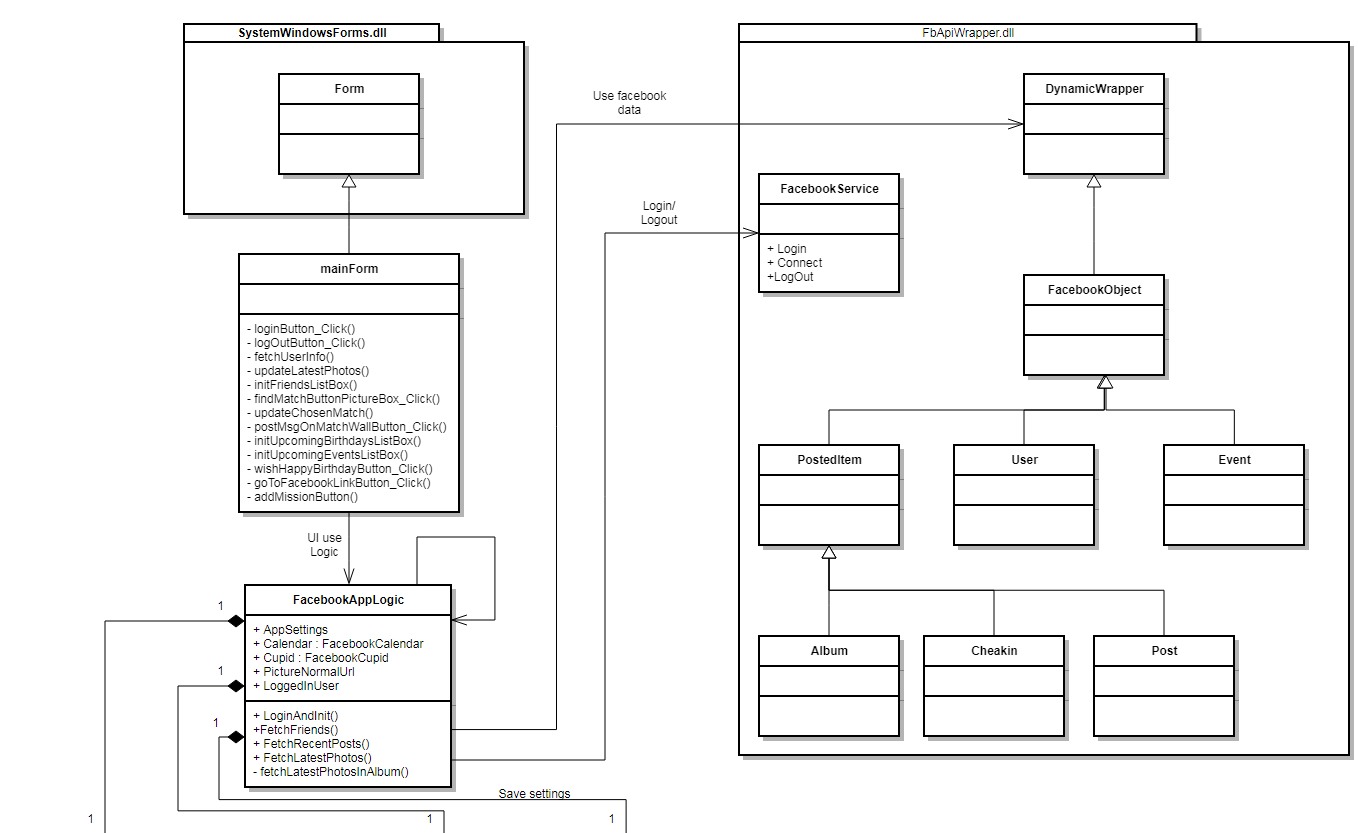 SystemWindowsForms.dll
Form
mainForm
- loginButton_Click()
- logOutButton_Click()
- fetchUserInfo()
- updateLatestPhotos()
- initFriendsListBox()
- findMatchButtonPictureBox_Click()
- updateChosenMatch()
- postMsgOnMatchWallButton_Click()
- initUpcomingBirthdaysListBox()
- initUpcomingEventsListBox()
- wishHappyBirthdayButton_Click()
- goToFacebookLinkButton_Click()
- addMissionButton()
UI use
Logic
FacebookAppLogic
+ AppSettings
+ Calendar : FacebookCalendar
+ Cupid : FacebookCupid
+ PictureNormalUrl
+ LoggedInUser
+ LoginAndInit()
+FetchFriends()
+ FetchRecentPosts()
+ FetchLatestPhotos()
- fetchLatestPhotosInAlbum()
1
1
1
Save settings
1
1
1
Use facebook
data
Login/
Logout
FbApiWrapper.dll
DynamicWrapper
FacebookService
+ Login
+ Connect
+LogOut
FacebookObject
PostedItem
User
Event
Album
Cheakin
Post